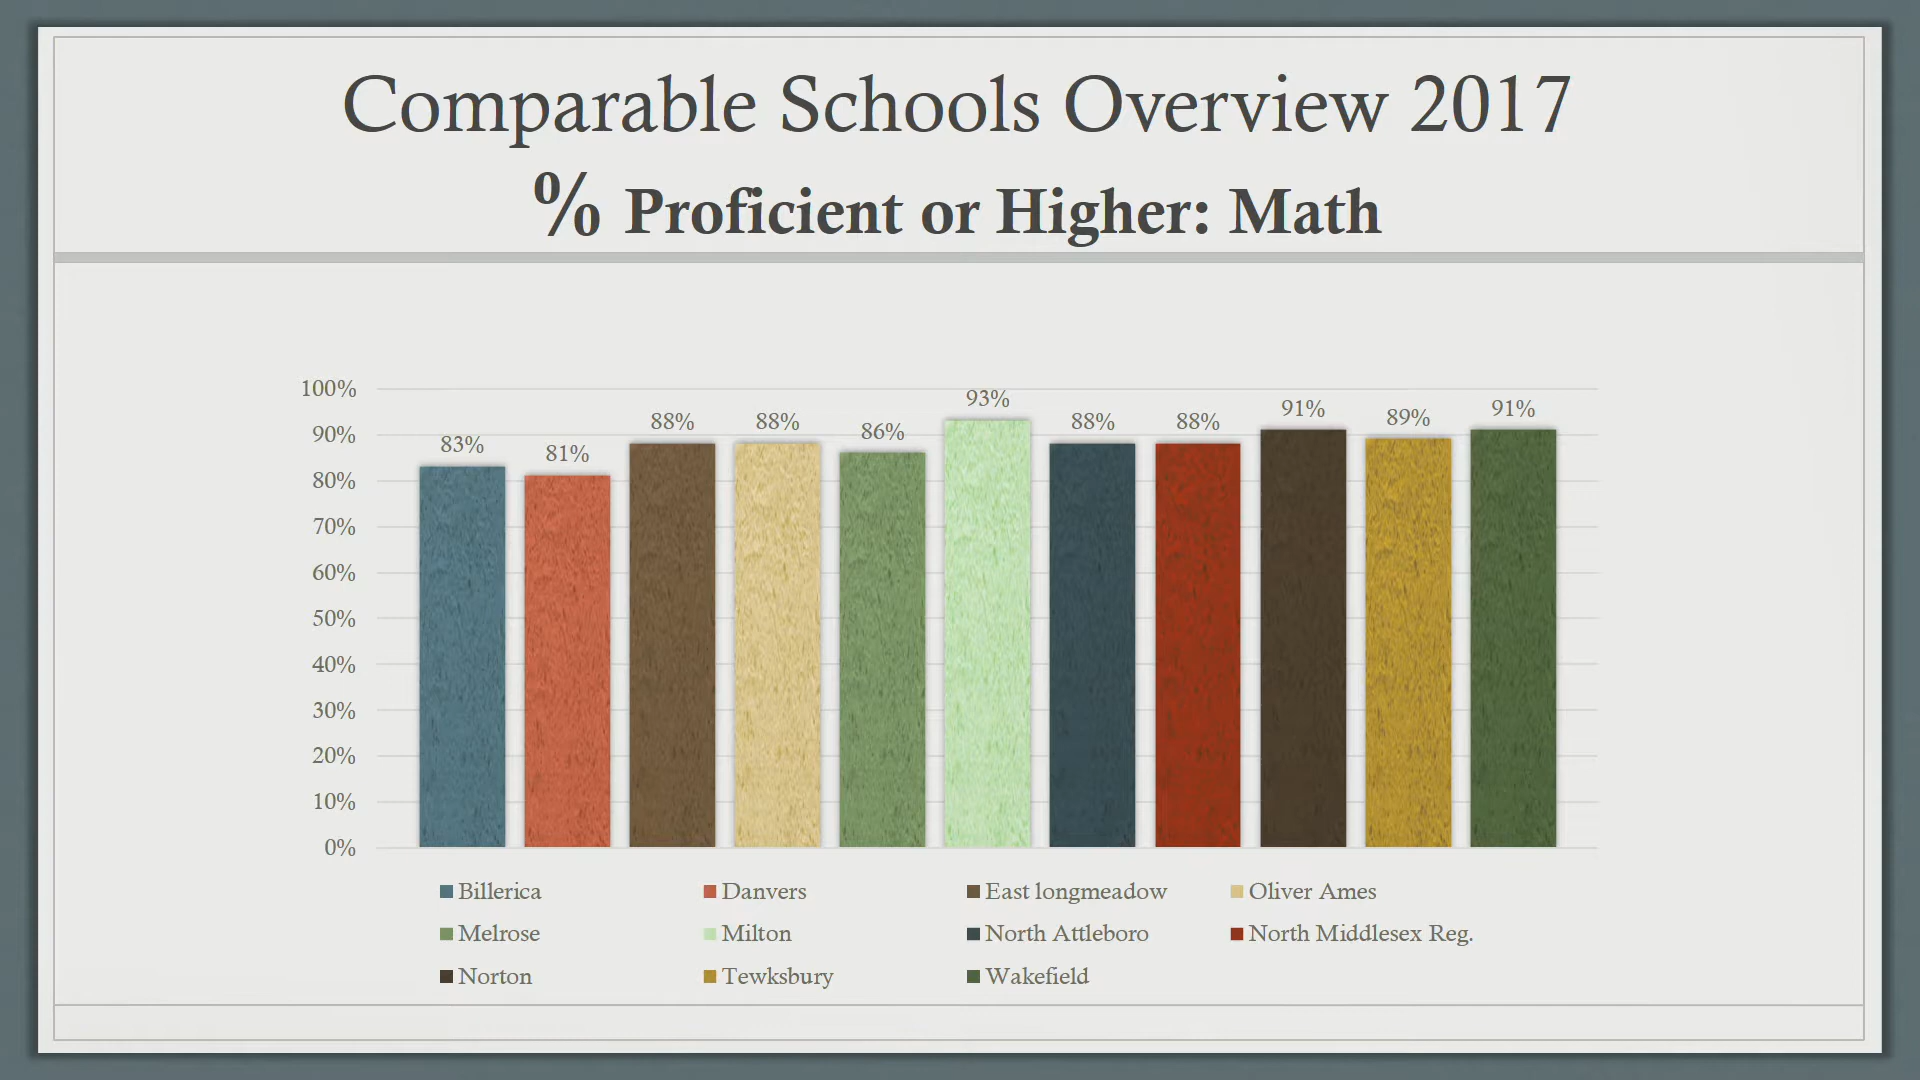 Comparable Schools Overview 2017
% Proficient or Higher: Math
100%
90%
80%
70%
60%
50%
40%
30%
20%
10%
0%
83%
81%
88%
88%
86%
93%
88%
88%
91%
89%
91%
Billerica
Danvers
East longmeadow
Oliver Ames
Melrose
Milton
North Attleboro
North Middlesex Reg.
Norton
Tewksbury
Wakefield